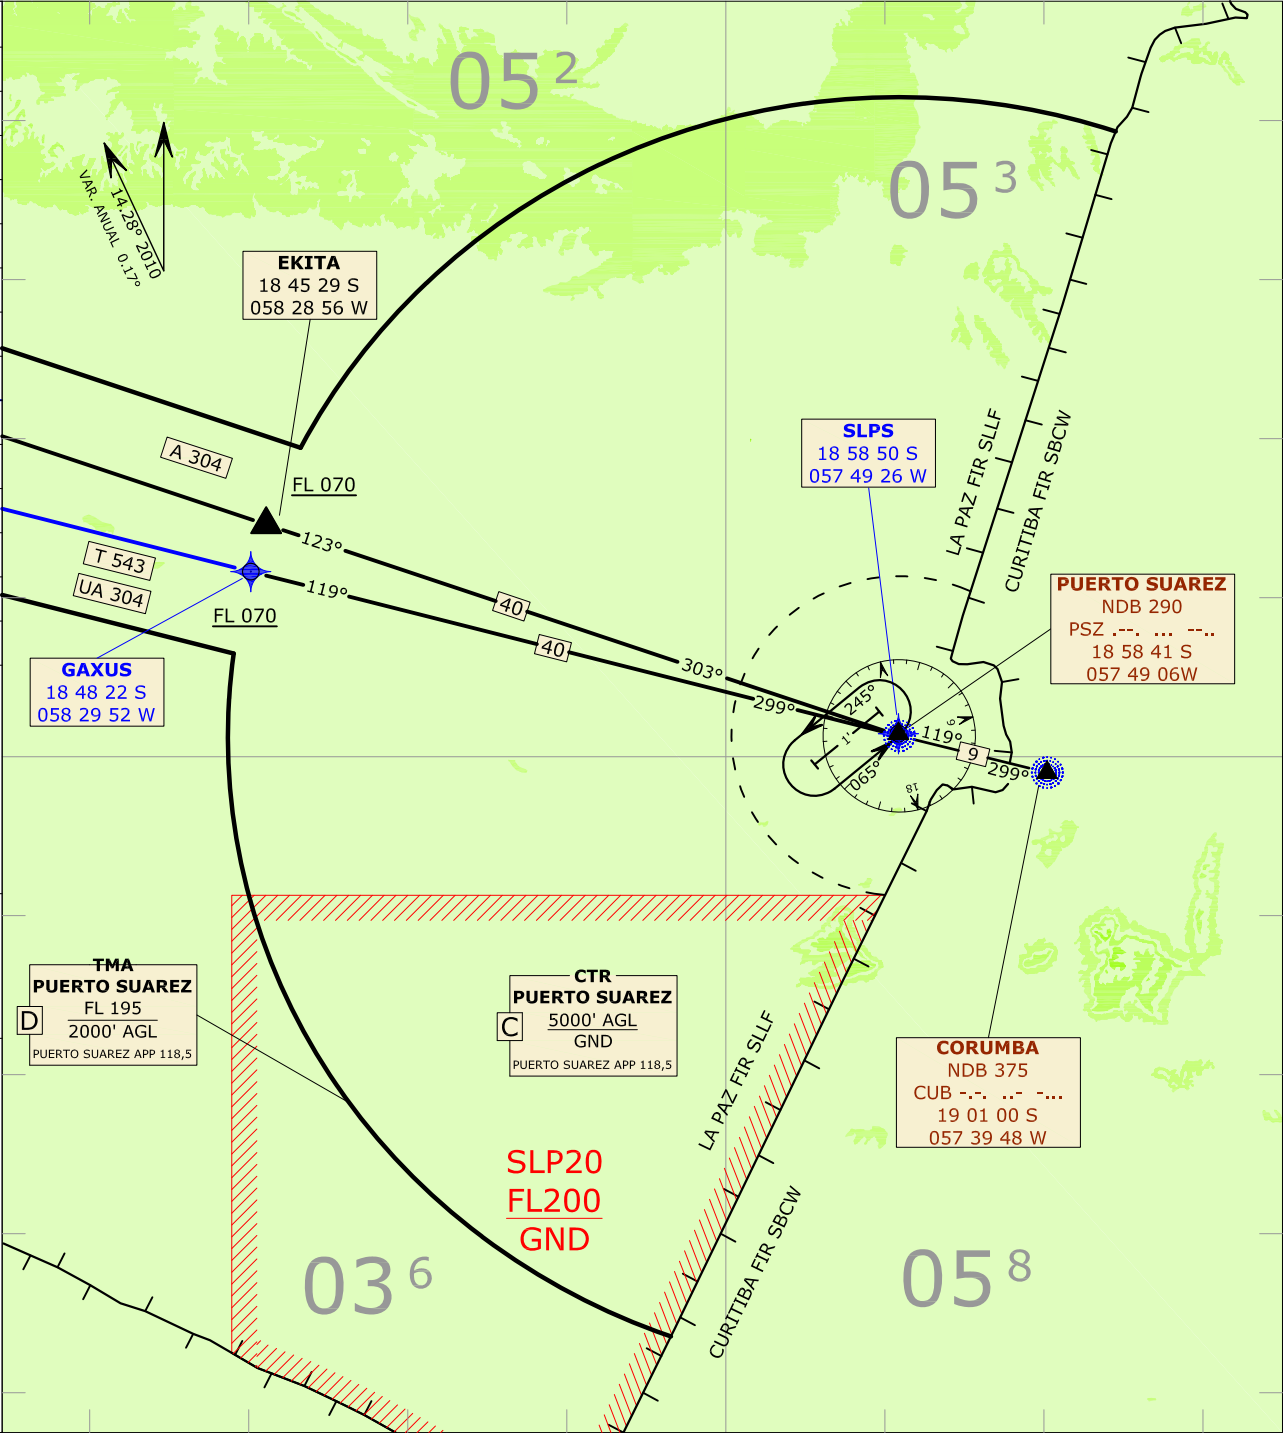 05 2
05 3
VAR. ANUAL 0.17°
14.28° 2010
EKITA
18 45 29 S
058 28 56 W
A 304
FL 070
123°
T 543
UA 304
119°
FL 070
40
40
GAXUS
18 48 22 S
058 29 52 W
SLPS
18 58 50 S
057 49 26 W
LA PAZ FIR SLLF
CURITIBA FIR SBCW
PUERTO SUAREZ
NDB 290
PSZ .--. ... --..
18 58 41 S
057 49 06W
303°
299°
245°
1'
065°
9
18
119°
9
299°
TMA
PUERTO SUAREZ
FL 195
2000' AGL
PUERTO SUAREZ APP 118,5
D
CTR
PUERTO SUAREZ
5000' AGL
GND
PUERTO SUAREZ APP 118,5
C
LA PAZ FIR SLLF
CURITIBA FIR SBCW
CORUMBA
NDB 375
CUB -.-. ..- -...
19 01 00 S
057 39 48 W
SLP20
FL200
GND
03 6
05 8